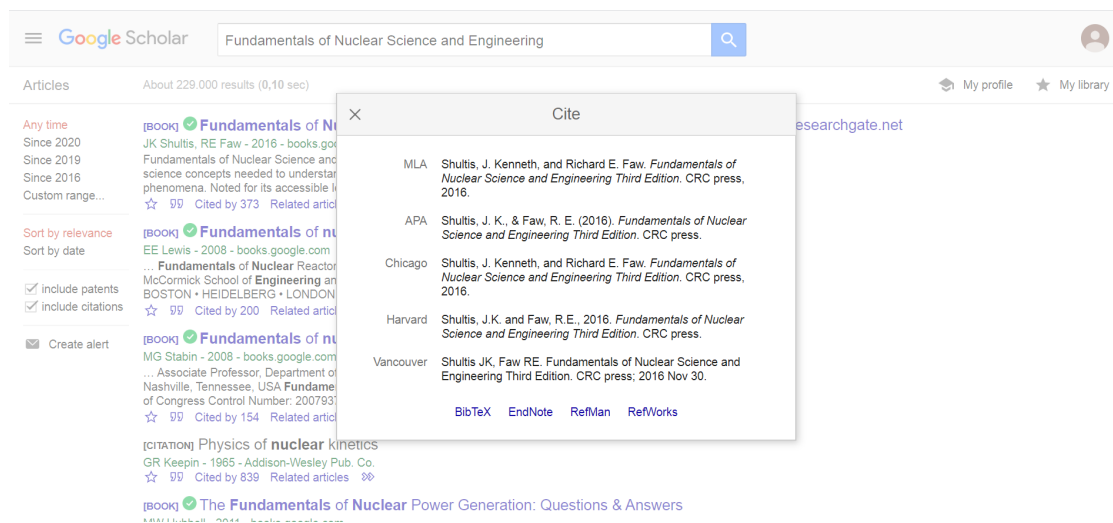 Google Scholar
Fundamentals of Nuclear Science and Engineering
Articles
About 229.000 results (0,10 sec)
My profile
My library
Any time
Since 2020
Since 2019
Since 2016
Custom range...
Sort by relevance
Sort by date
include patents
include citations
Create alert
[BOOK] Fundamentals of Nu
esearchgate.net
JK Shultis, RE Faw - 2016 - books.goo
Fundamentals of Nuclear Science and
science concepts needed to understan
phenomena. Noted for its accessible le
Cited by 373 Related articl
[BOOK] Fundamentals of nu
EE Lewis - 2008 - books.google.com
… Fundamentals of Nuclear Reactor
McCormick School of Engineering an
BOSTON • HEIDELBERG • LONDON
Cited by 200 Related articl
[BOOK] Fundamentals of nu
MG Stabin - 2008 - books.google.com
… Associate Professor, Department of
Nashville, Tennessee, USA Fundame
of Congress Control Number: 2007937
Cited by 154 Related articl
[CITATION] Physics of nuclear kinetics
GR Keepin - 1965 - Addison-Wesley Pub. Co.
Cited by 839 Related articles
[BOOK] The Fundamentals of Nuclear Power Generation: Questions & Answers
MW Hubbell - 2011 - books.google.com
Cite
MLA
Shultis, J. Kenneth, and Richard E. Faw. Fundamentals of
Nuclear Science and Engineering Third Edition. CRC press,
2016.
APA
Shultis, J. K., & Faw, R. E. (2016). Fundamentals of Nuclear
Science and Engineering Third Edition. CRC press.
Chicago
Shultis, J. Kenneth, and Richard E. Faw. Fundamentals of
Nuclear Science and Engineering Third Edition. CRC press,
2016.
Harvard
Shultis, J.K. and Faw, R.E., 2016. Fundamentals of Nuclear
Science and Engineering Third Edition. CRC press.
Vancouver
Shultis JK, Faw RE. Fundamentals of Nuclear Science and
Engineering Third Edition. CRC press; 2016 Nov 30.
BibTeX EndNote RefMan RefWorks